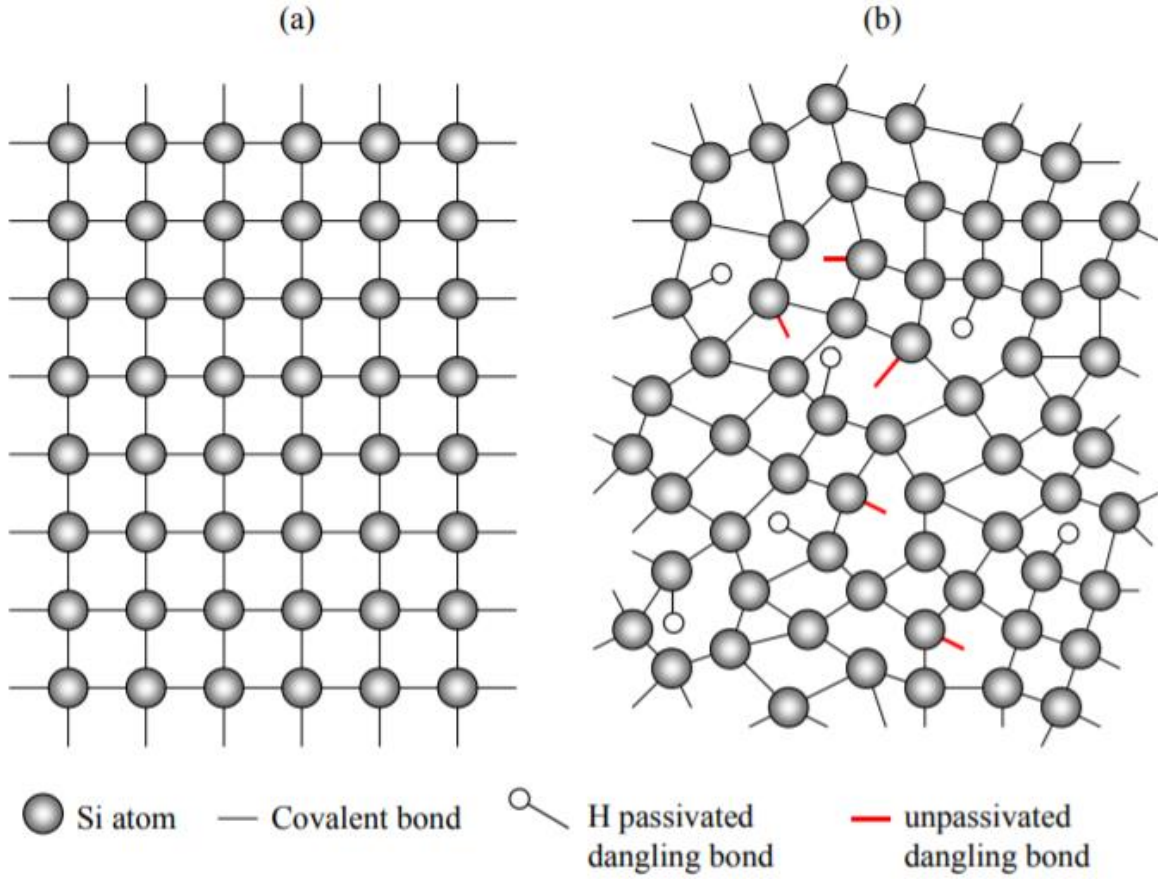 (a)
(b)
Si atom
Covalent bond
H passivated
dangling bond
unpassivated
dangling bond